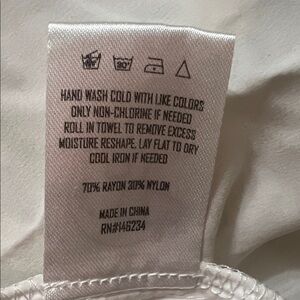 30°
HAND WASH COLD WITH LIKE COLORS
ONLY NON-CHLORINE IF NEEDED
ROLL IN TOWEL TO REMOVE EXCESS
MOISTURE RESHAPE, LAY FLAT TO DRY
COOL IRON IF NEEDED
70% RAYON 30% NYLON
MADE IN CHINA
RN#146234